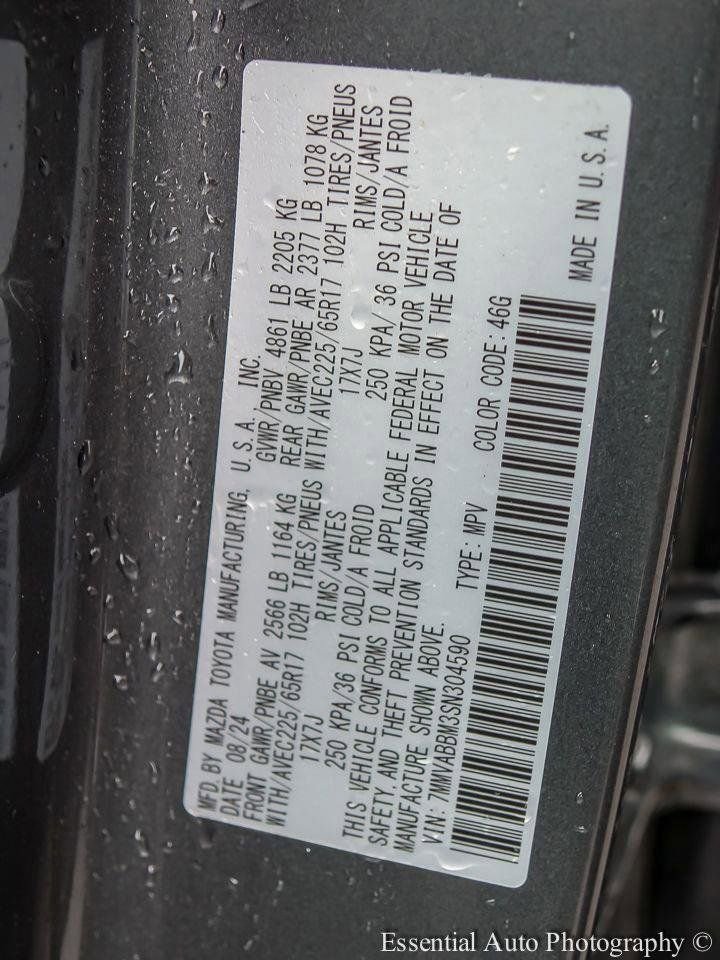 MFD. BY MAZDA TOYOTA MANUFACTURING, U.S.A., INC.
DATE 08/24 GVWR/PNBV 4861 LB 2205 KG
FRONT GAWR/PNBE AV 2566 LB 1164 KG REAR GAWR/PNBE AR 2377 LB 1078 KG
WITH/AVEC225/65R17 102H TIRES/PNEUS WITH/AVEC225/65R17 102H TIRES/PNEUS
17X7J RIMS/JANTES 17X7J RIMS/JANTES
250 KPA/36 PSI COLD/A FROID 250 KPA/ 36 PSI COLD/A FROID
THIS VEHICLE CONFORMS TO ALL APPLICABLE FEDERAL MOTOR VEHICLE
SAFETY AND THEFT PREVENTION STANDARDS IN EFFECT ON THE DATE OF
MANUFACTURE SHOWN ABOVE.
V.I.N: 7MMVABBM3SN304590 TYPE: MPV COLOR CODE: 46G
MADE IN U.S.A.
Essential Auto Photography ©